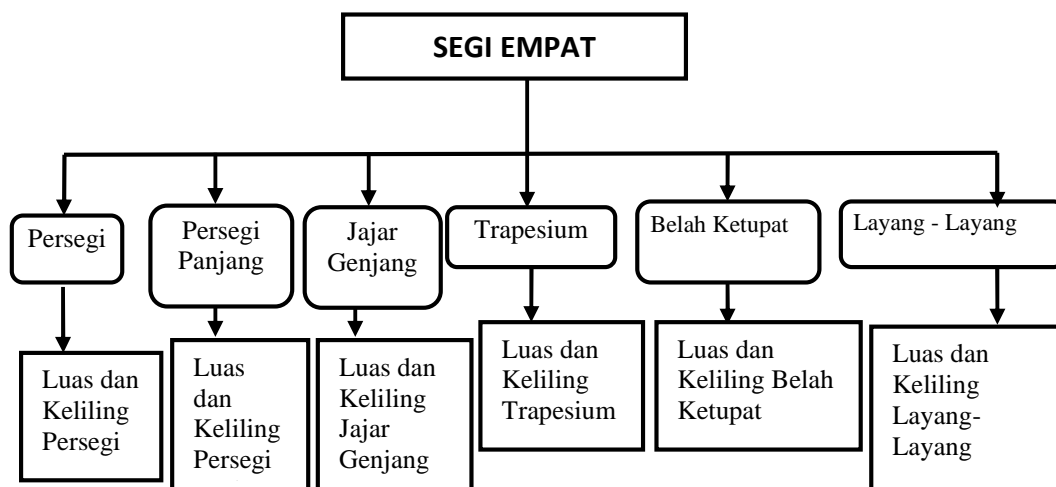 SEGI EMPAT
Persegi
Persegi
Panjang
Jajar
Genjang
Trapesium
Belah Ketupat
Layang - Layang
Luas dan
Keliling
Persegi
Luas
dan
Keliling
Persegi
Luas dan
Keliling
Jajar
Genjang
Luas dan
Keliling
Trapesium
Luas dan
Keliling Belah
Ketupat
Luas dan
Keliling
Layang-
Layang